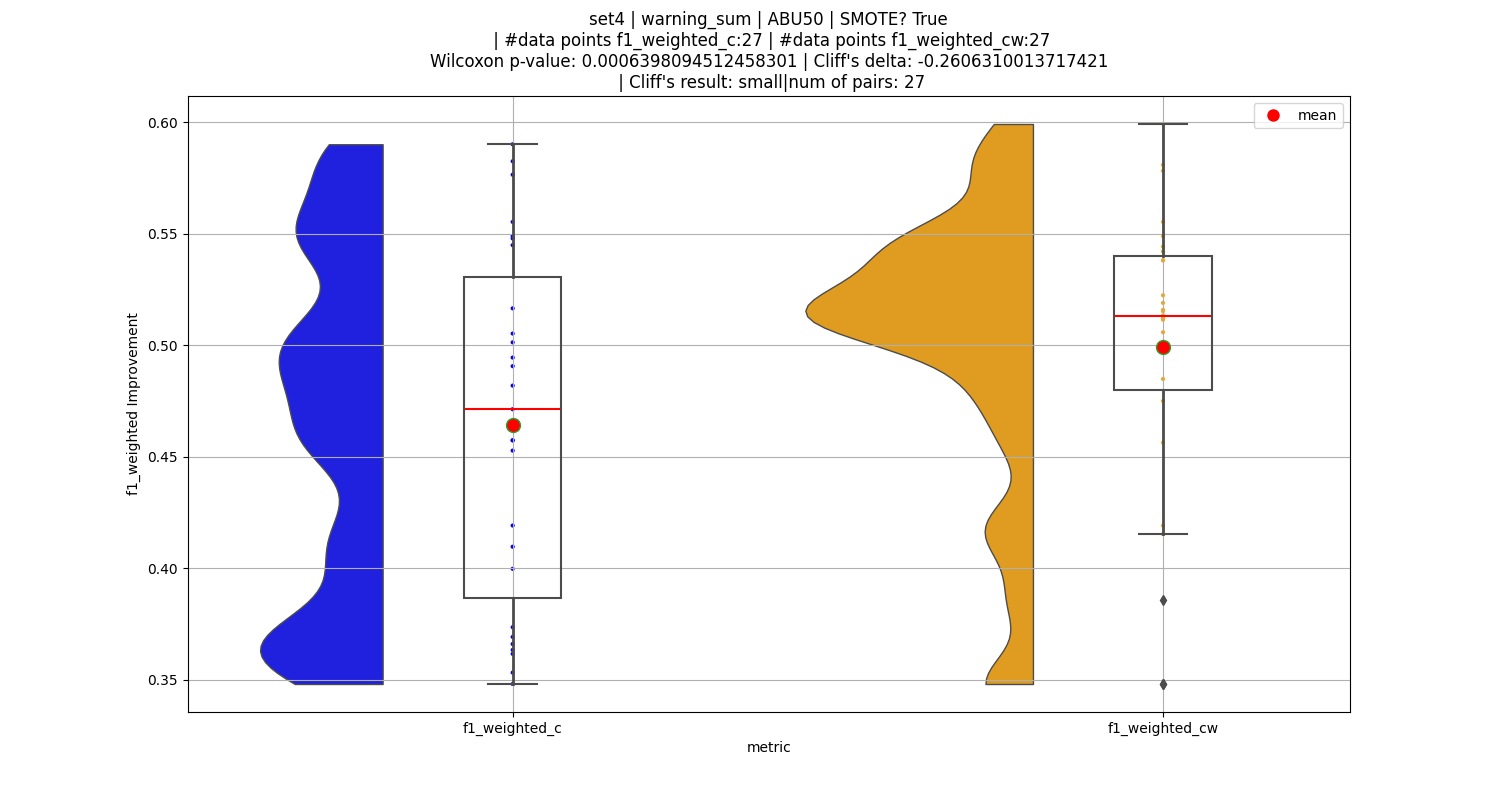 set4 | warning_sum | ABU50 | SMOTE? True
| #data points f1_weighted_c:27 | #data points f1_weighted_cw:27
Wilcoxon p-value: 0.0006398094512458301 | Cliff's delta: -0.2606310013717421
| Cliff's result: small|num of pairs: 27
mean
0.60
0.55
0.50
0.45
0.40
0.35
f1_weighted Improvement
f1_weighted_c
f1_weighted_cw
metric